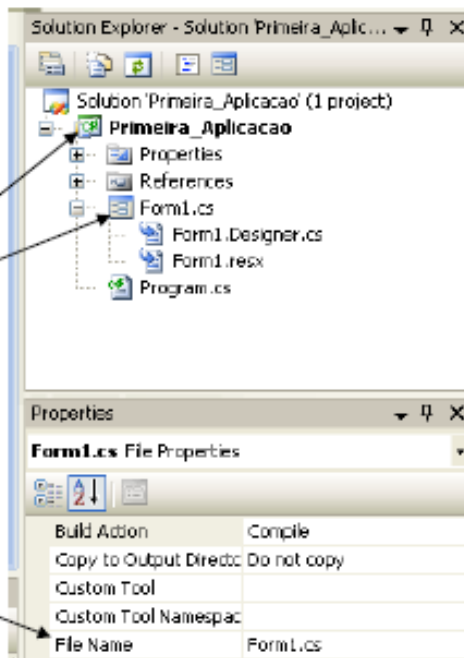 Solution Explorer - Solution 'Primeira_Aplic...
Solution 'Primeira_Aplicacao' (1 project)
Primeira_Aplicacao
Properties
References
Form1.cs
Form1.Designer.cs
Form1.resx
Program.cs
Properties
Form1.cs File Properties
Build Action Compile
Copy to Output Directo Do not copy
Custom Tool
Custom Tool Namespac
File Name Form1.cs